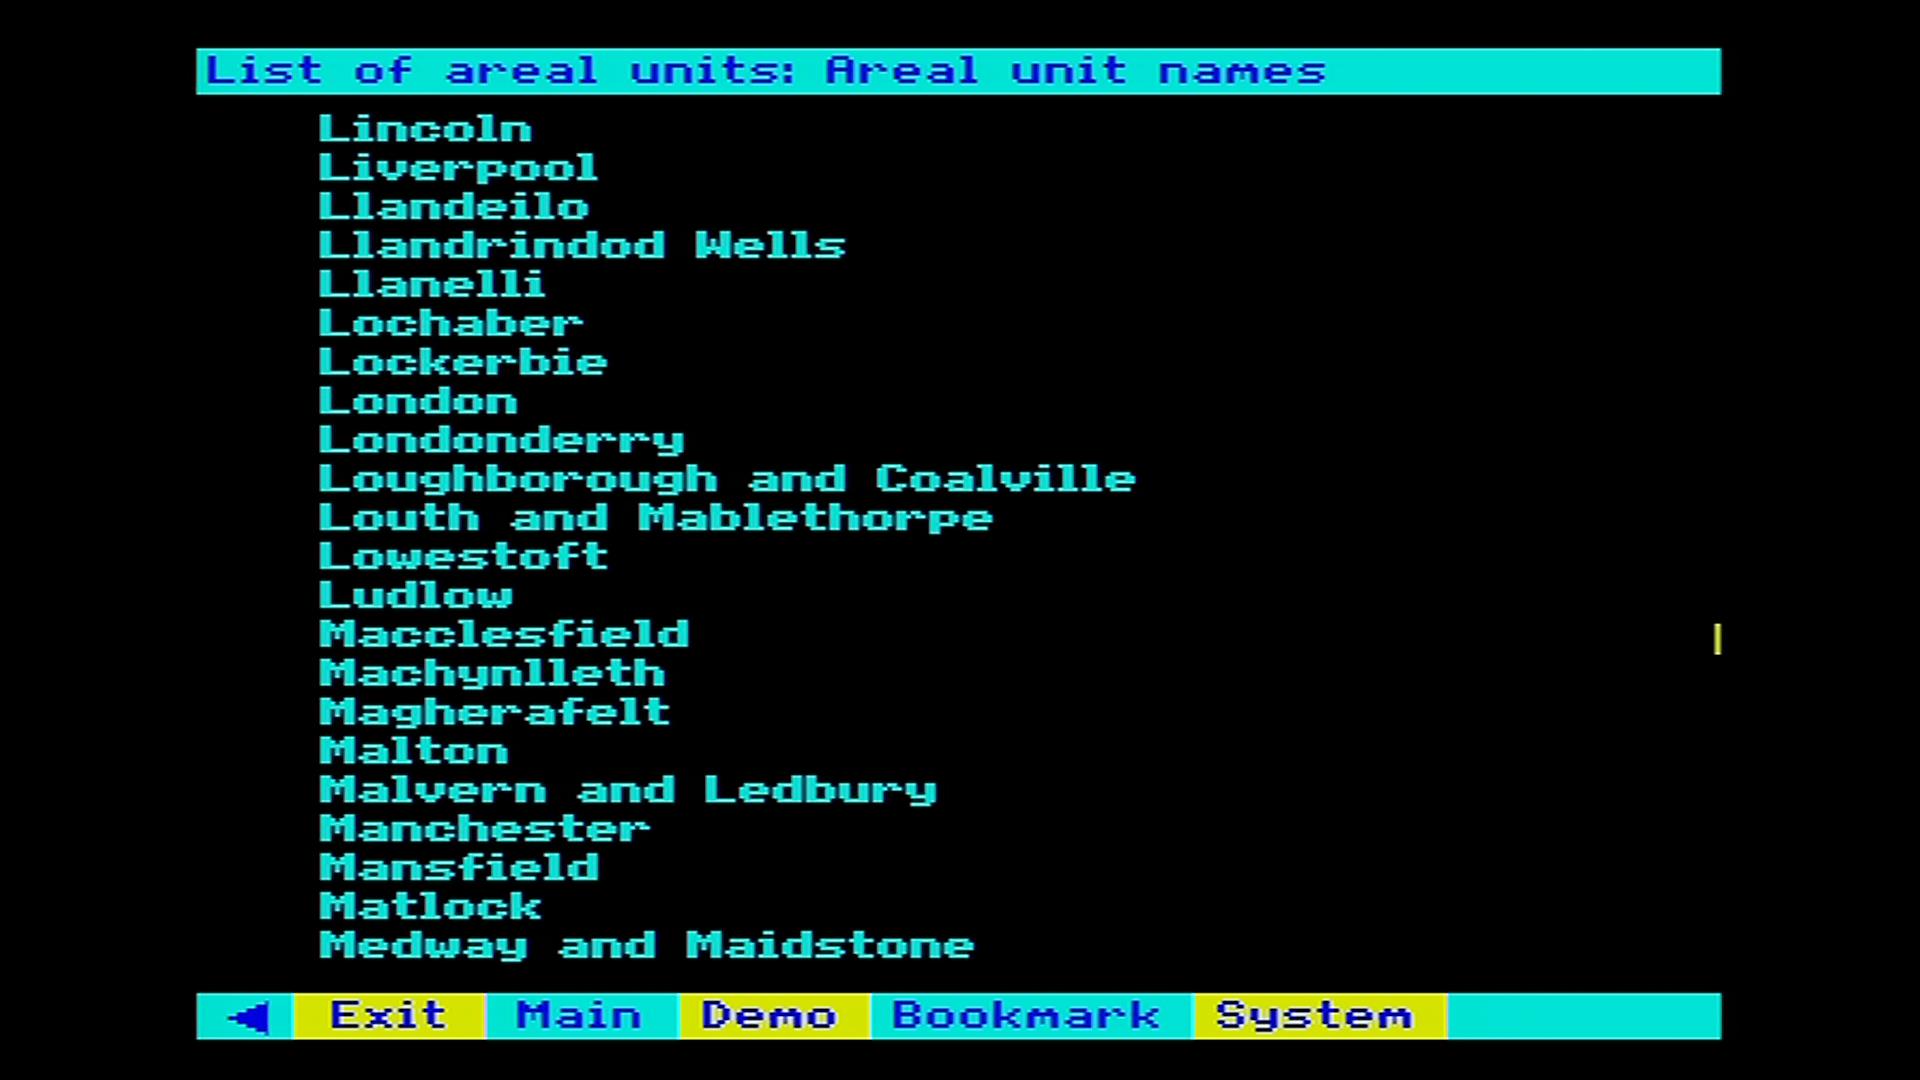 List of areal units: Areal unit names
Lincoln
Liverpool
Llandeilo
Llandrindod Wells
Llanelli
Lochaber
Lockerbie
London
Londonderry
Loughborough and Coalville
Louth and Mablethorpe
Lowestoft
Ludlow
Macclesfield
Machynlleth
Magherafelt
Malton
Malvern and Ledbury
Manchester
Mansfield
Matlock
Medway and Maidstone
Exit Main Demo Bookmark System